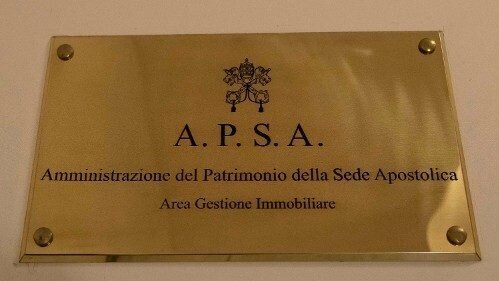 A. P. S. A.
Amministrazione del Patrimonio della Sede Apostolica
Area Gestione Immobiliare